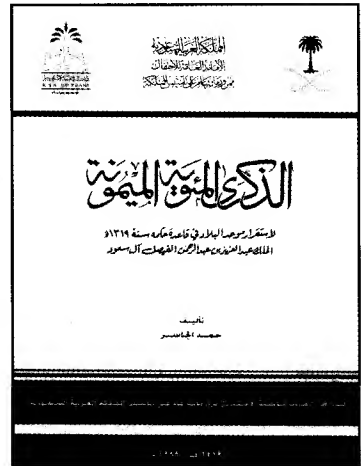 المملكة العربية السعودية
الأمانة العامة للاحتفال
بمرور مائة عام على تأسيس المملكة
الذكرى المئوية الميمونة
لاستقرار موحد البلاد في قاعدة حكمه سنة ١٣١٩ﻫ
الملك عبدالعزيز بن عبدالرحمن الفيصل آل سعود
تأليف
حمد الجاسر